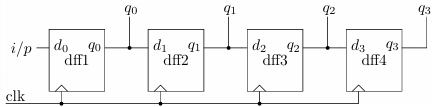 q0 q1 q2 q3
i/p d0 q0 d1 q1 d2 q2 d3 q3
dff1 dff2 dff3 dff4
clk